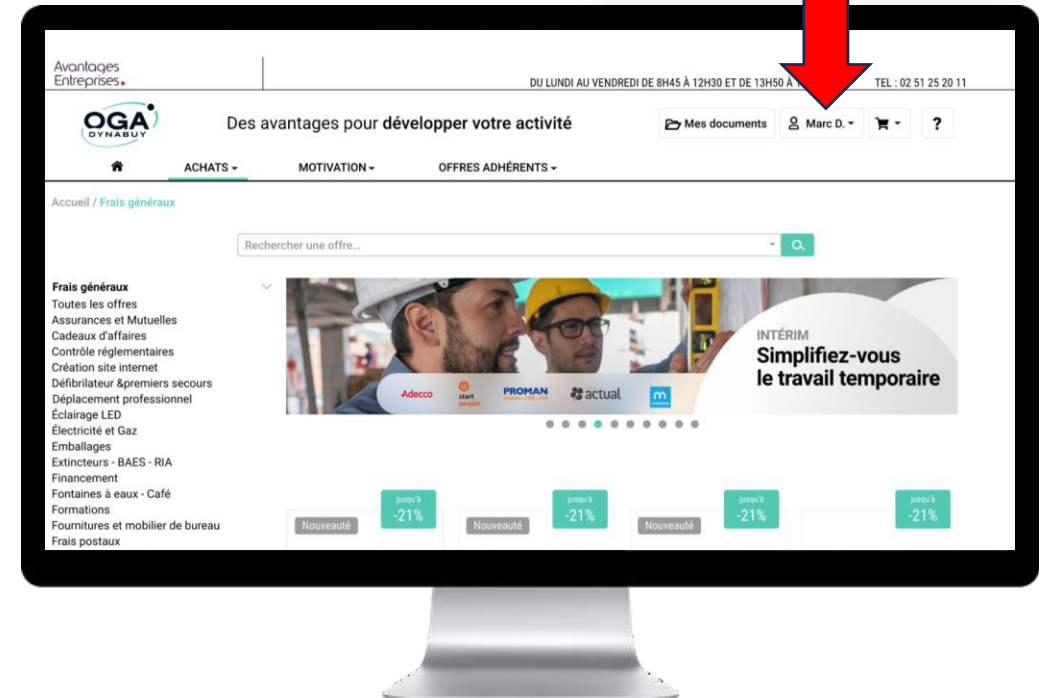 Avantages
Entreprises.
DU LUNDI AU VENDREDI DE 8H45 À 12H30 ET DE 13H50 À
TEL : 02 51 25 20 11
OGA
DYNABUY
Des avantages pour développer votre activité
Mes documents
Marc D.
?
ACHATS
MOTIVATION
OFFRES ADHÉRENTS
Accueil / Frais généraux
Rechercher une offre...
Frais généraux
Toutes les offres
Assurances et Mutuelles
Cadeaux d'affaires
Contrôle réglementaires
Création site internet
Défibrilateur &premiers secours
Déplacement professionnel
Éclairage LED
Électricité et Gaz
Emballages
Extincteurs - BAES - RIA
Financement
Fontaines à eaux - Café
Formations
Fournitures et mobilier de bureau
Frais postaux
INTÉRIM
Simplifiez-vous
le travail temporaire
Adecco
start
people
PROMAN
actual
m
Nouveauté
jusqu'à
-21%
Nouveauté
jusqu'à
-21%
Nouveauté
jusqu'à
-21%
jusqu'à
-21%